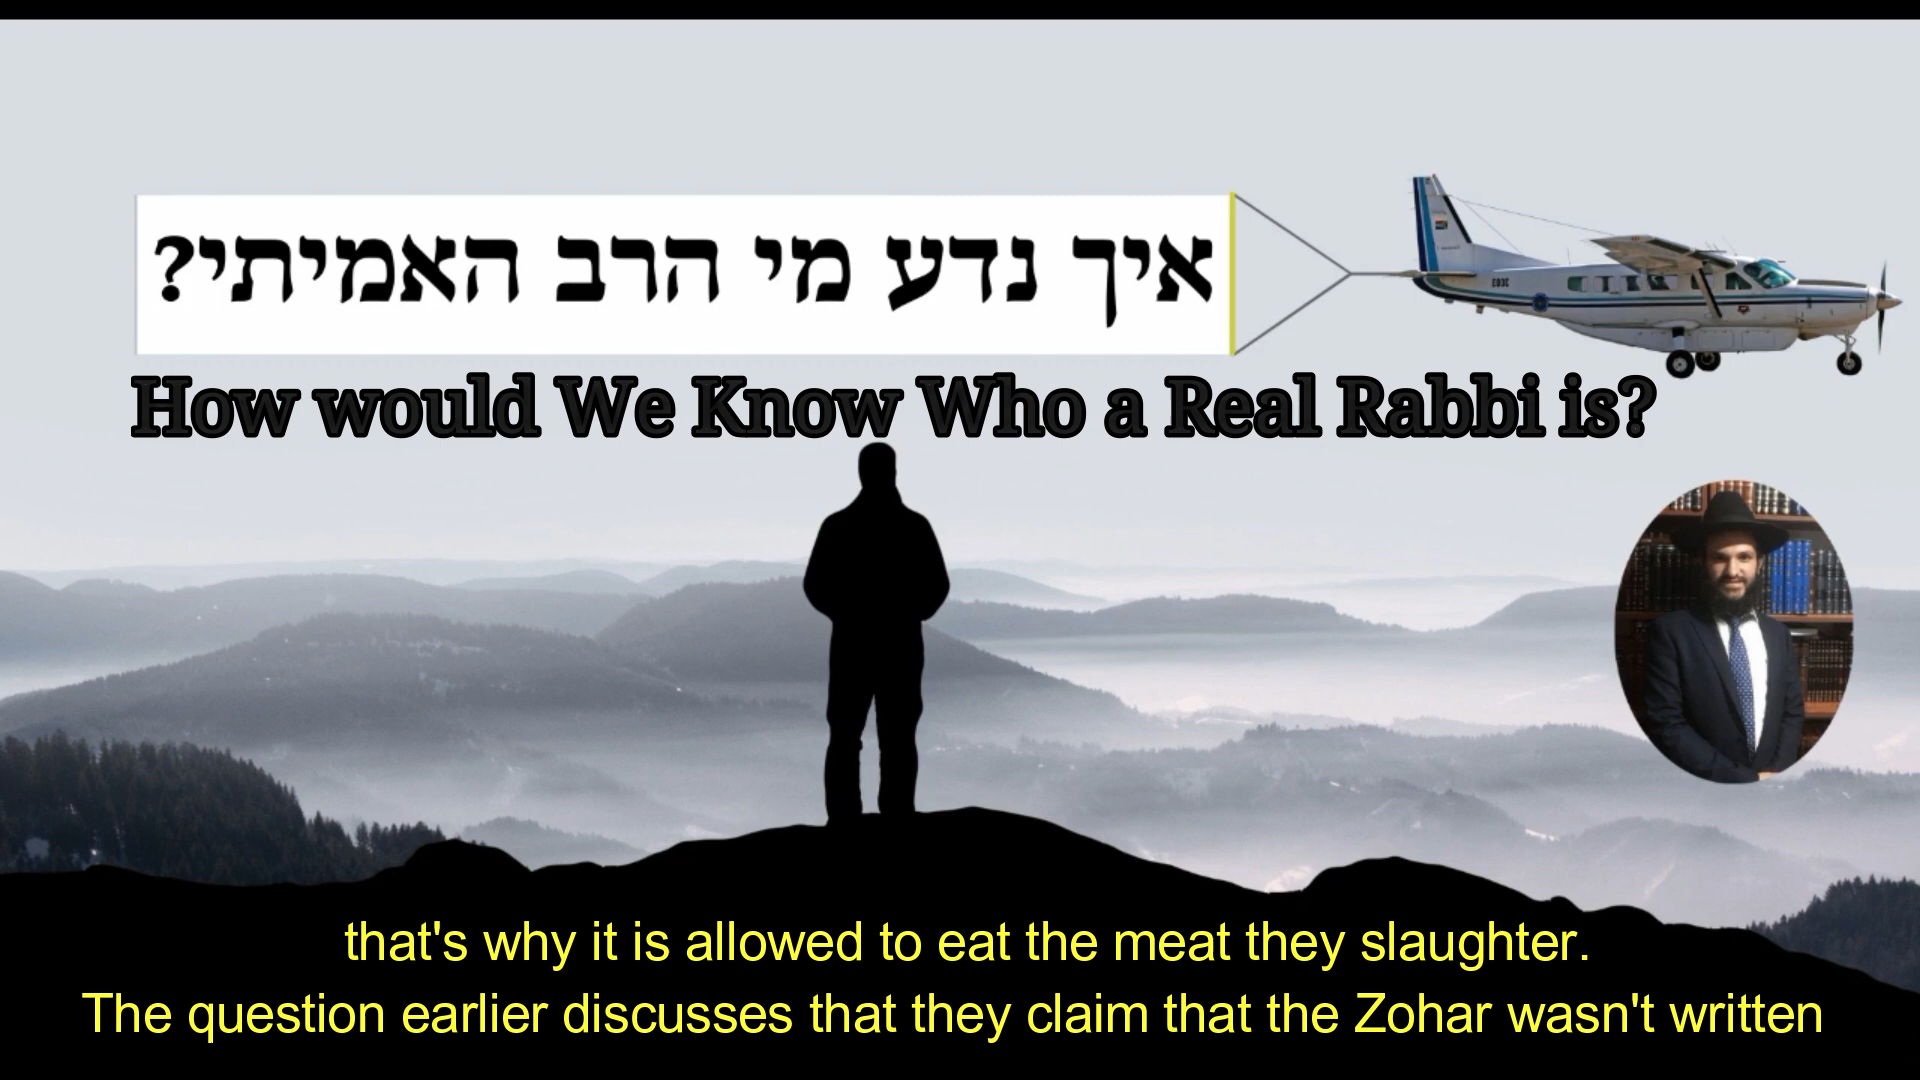 איך נדע מי הרב האמיתי?
How would We Know Who a Real Rabbi is?
that's why it is allowed to eat the meat they slaughter.
The question earlier discusses that they claim that the Zohar wasn't written